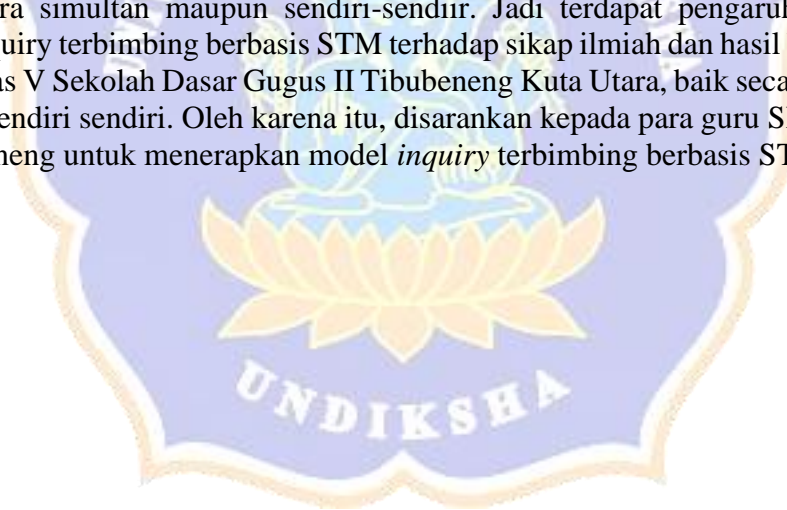 ra simultan maupun sendiri-sendiir. Jadi terdapat pengaruh
quiry terbimbing berbasis STM terhadap sikap ilmiah dan hasil
as V Sekolah Dasar Gugus II Tibubeneng Kuta Utara, baik seca
endiri sendiri. Oleh karena itu, disarankan kepada para guru S
neng untuk menerapkan model inquiry terbimbing berbasis ST
UNDIKSHA